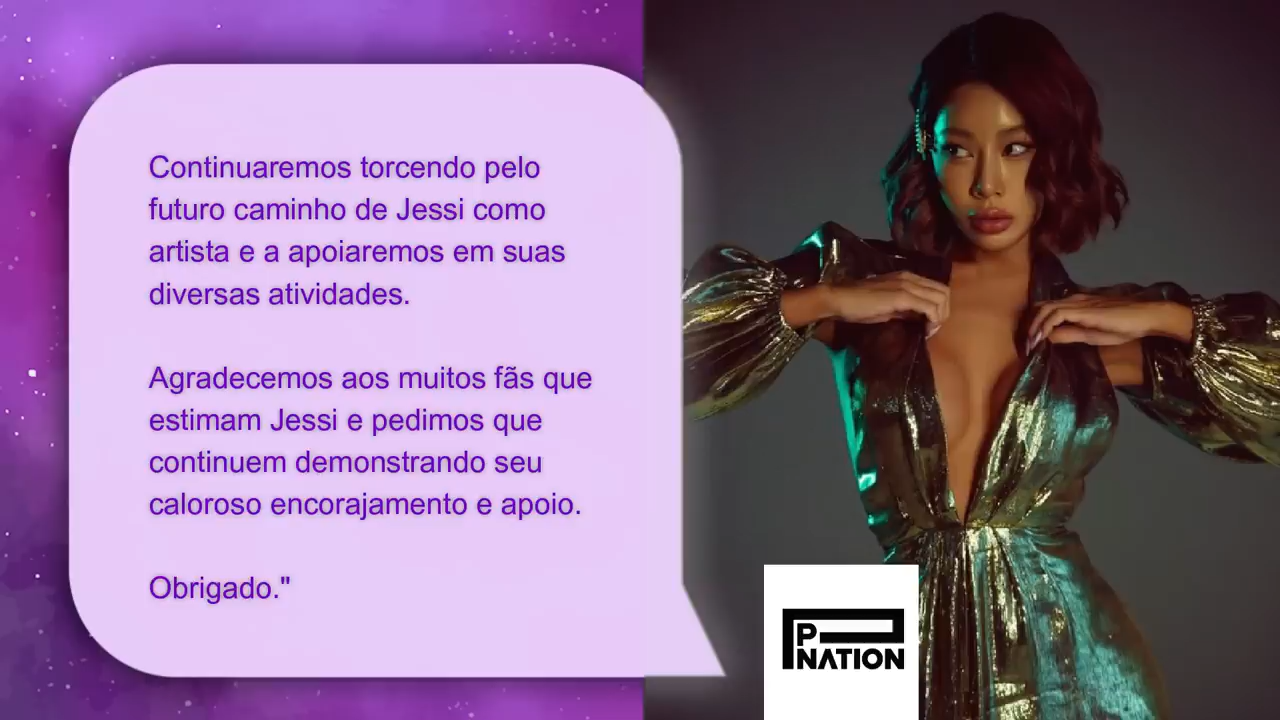 Continuaremos torcendo pelo
futuro caminho de Jessi como
artista e a apoiaremos em suas
diversas atividades.
Agradecemos aos muitos fãs que
estimam Jessi e pedimos que
continuem demonstrando seu
caloroso encorajamento e apoio.
Obrigado."
P
NATION